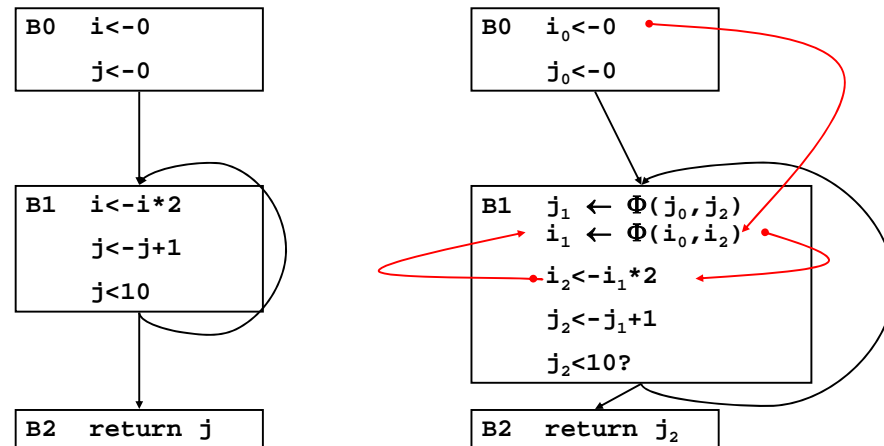 B0 i<-0
j<-0
B1 i<-i*2
j<-j+1
j<10
B2 return j
B0 i₀<-0
j₀<-0
B1 j₁ ← Φ(j₀,j₂)
i₁ ← Φ(i₀,i₂)
i₂<-i₁*2
j₂<-j₁+1
j₂<10?
B2 return j₂